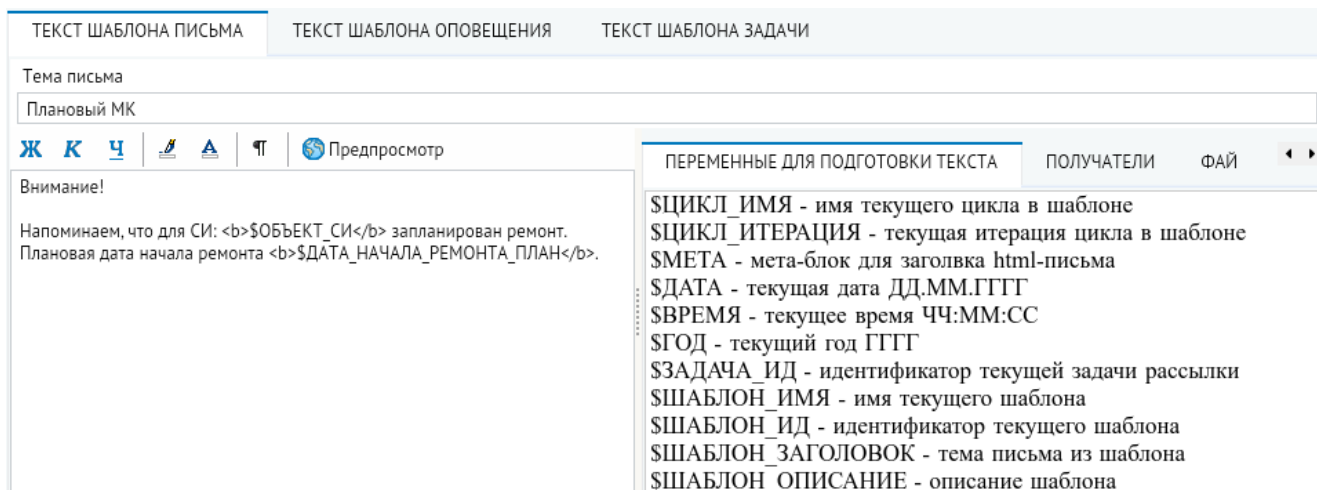 ТЕКСТ ШАБЛОНА ПИСЬМА ТЕКСТ ШАБЛОНА ОПОВЕЩЕНИЯ ТЕКСТ ШАБЛОНА ЗАДАЧИ
Тема письма
Плановый МК
Ж К Ч А ¶ Предпросмотр
Внимание!
Напоминаем, что для СИ: <b>$ОБЪЕКТ_СИ</b> запланирован ремонт.
Плановая дата начала ремонта <b>$ДАТА_НАЧАЛА_РЕМОНТА_ПЛАН</b>.
ПЕРЕМЕННЫЕ ДЛЯ ПОДГОТОВКИ ТЕКСТА ПОЛУЧАТЕЛИ ФАЙ
$ЦИКЛ_ИМЯ - имя текущего цикла в шаблоне
$ЦИКЛ_ИТЕРАЦИЯ - текущая итерация цикла в шаблоне
$МЕТА - мета-блок для заголвка html-письма
$ДАТА - текущая дата ДД.ММ.ГГГГ
$ВРЕМЯ - текущее время ЧЧ:ММ:СС
$ГОД - текущий год ГГГГ
$ЗАДАЧА_ИД - идентификатор текущей задачи рассылки
$ШАБЛОН_ИМЯ - имя текущего шаблона
$ШАБЛОН_ИД - идентификатор текущего шаблона
$ШАБЛОН_ЗАГОЛОВОК - тема письма из шаблона
$ШАБЛОН_ОПИСАНИЕ - описание шаблона